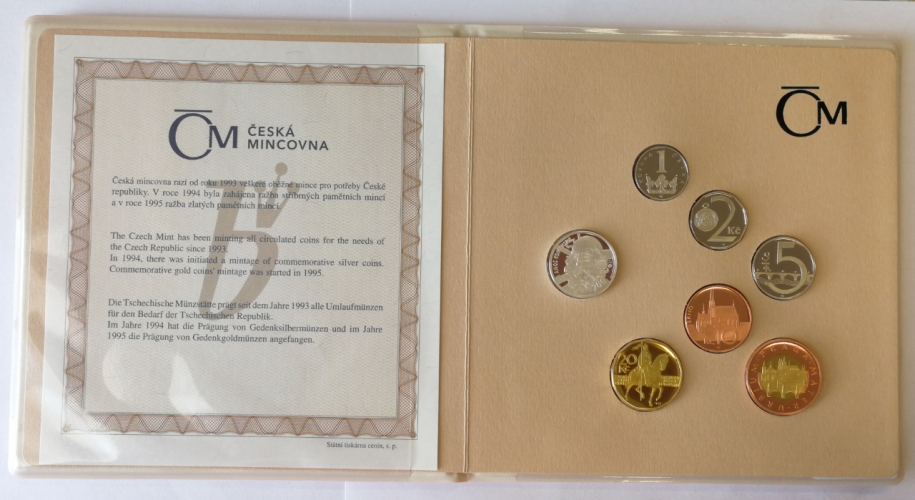 ČM ČESKÁ
MINCOVNA
Česká mincovna razí od roku 1993 veškeré oběžné mince pro potřeby České
republiky. V roce 1994 byla zahájena ražba stříbrných pamětních mincí
a v roce 1995 ražba zlatých pamětních mincí.
The Czech Mint has been minting all circulated coins for the needs of
the Czech Republic since 1993.
In 1994, there was initiated a mintage of commemorative silver coins.
Commemorative gold coins' mintage was started in 1995.
Die Tschechische Münzstätte prägt seit dem Jahre 1993 alle Umlaufmünzen
für den Bedarf der Tschechischen Republik.
Im Jahre 1994 hat die Prägung von Gedenksilbermünzen und im Jahre
1995 die Prägung von Gedenkgoldmünzen angefangen.
Státní tiskárna cenin, s. p.
ČM
1
2 Kč
5 Kč
10
20 Kč